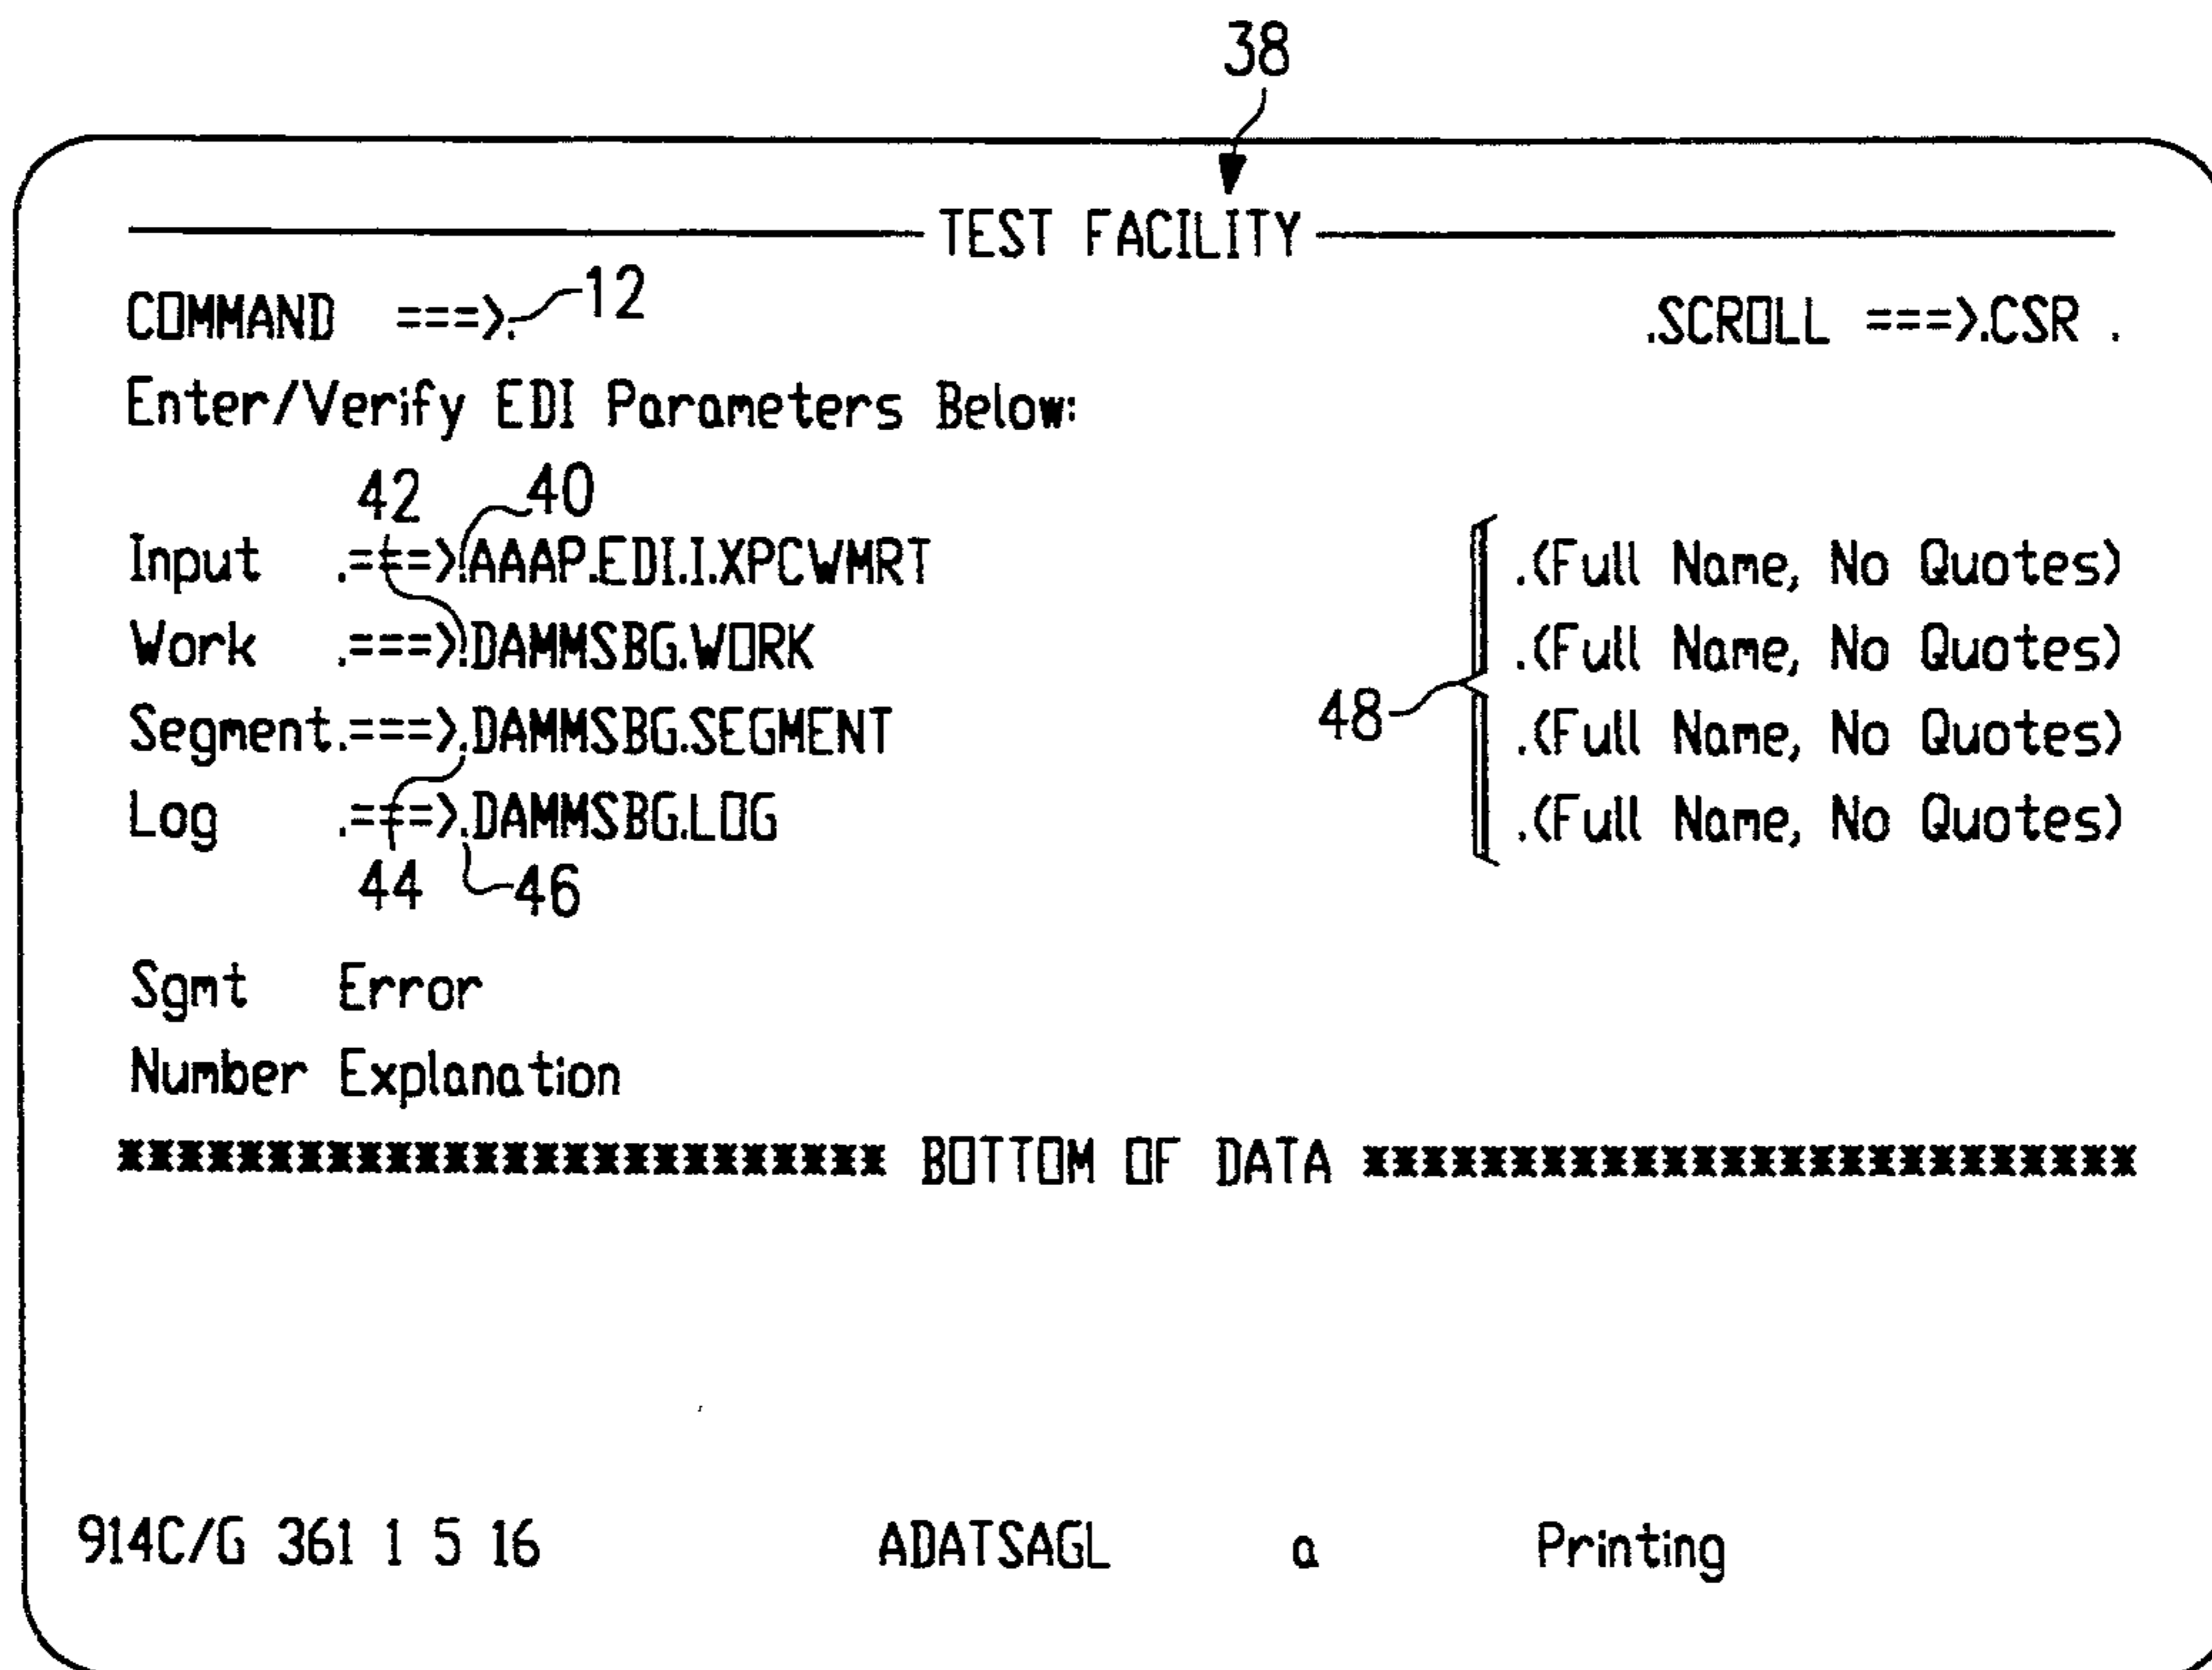 38
TEST FACILITY
COMMAND ===>. 12 .SCROLL ===>.CSR .
Enter/Verify EDI Parameters Below:
42 40
Input .===>.AAAP.EDI.I.XPCWMRT .(Full Name, No Quotes)
Work .===>.DAMMSBG.WORK .(Full Name, No Quotes)
48
Segment.===>.DAMMSBG.SEGMENT .(Full Name, No Quotes)
Log .===>.DAMMSBG.LOG .(Full Name, No Quotes)
44 46
Sgmt Error
Number Explanation
************************** BOTTOM OF DATA **************************
914C/G 361 1 5 16 ADATSAGL a Printing